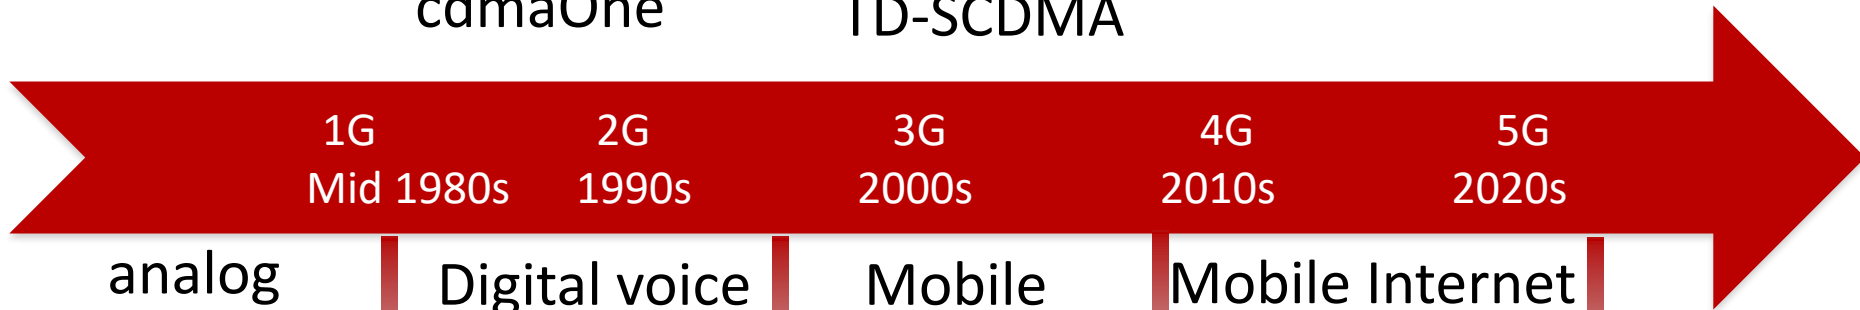 cdmaOne TD-SCDMA
1G 2G 3G 4G 5G
Mid 1980s 1990s 2000s 2010s 2020s
analog Digital voice Mobile Mobile Internet